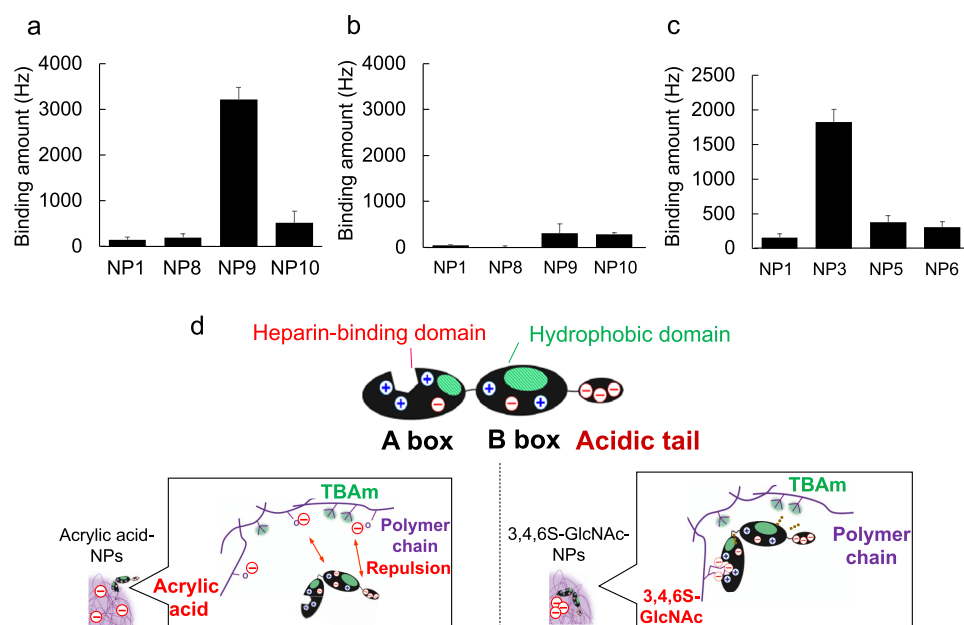 a
Binding amount (Hz)
4000
3000
2000
1000
0
NP1 NP8 NP9 NP10
b
Binding amount (Hz)
4000
3000
2000
1000
0
NP1 NP8 NP9 NP10
c
Binding amount (Hz)
2500
2000
1500
1000
500
0
NP1 NP3 NP5 NP6
d
Heparin-binding domain
Hydrophobic domain
A box
B box
Acidic tail
Acrylic acid-
NPs
TBAm
Polymer
chain
Repulsion
Acrylic
acid
3,4,6S-GlcNAc-
NPs
TBAm
Polymer
chain
3,4,6S-
GlcNAc